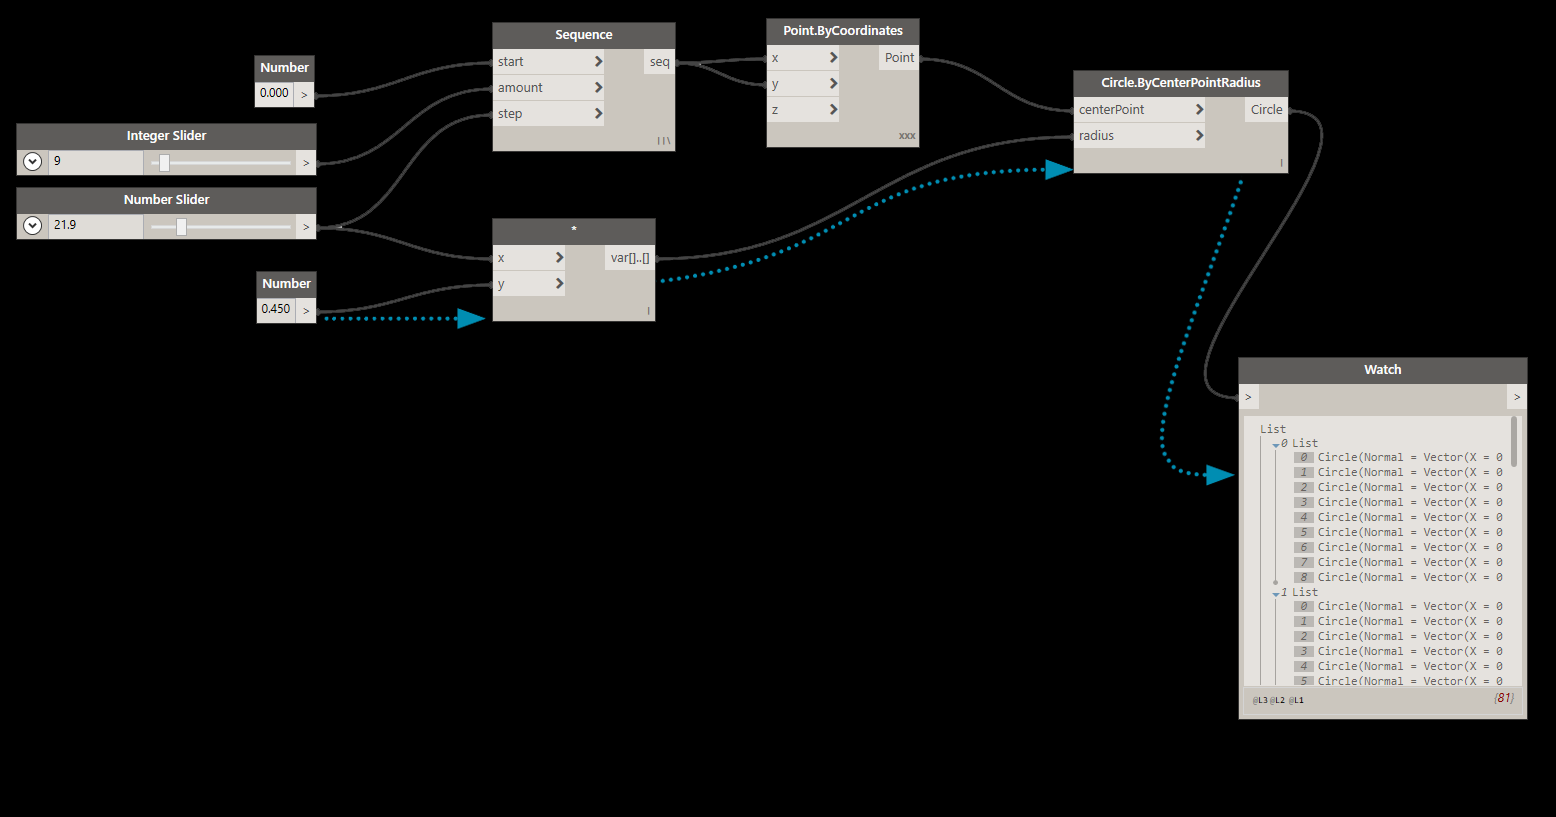 Number
0.000 >
Integer Slider
9 >
Number Slider
21.9 >
Number
0.450 >
Sequence
start > seq
amount >
step >
||\
*
x > var[]..[]
y >
|
Point.ByCoordinates
x > Point
y >
z >
xxx
Circle.ByCenterPointRadius
centerPoint > Circle
radius >
|
Watch
> >
List
0 List
0 Circle(Normal = Vector(X = 0
1 Circle(Normal = Vector(X = 0
2 Circle(Normal = Vector(X = 0
3 Circle(Normal = Vector(X = 0
4 Circle(Normal = Vector(X = 0
5 Circle(Normal = Vector(X = 0
6 Circle(Normal = Vector(X = 0
7 Circle(Normal = Vector(X = 0
8 Circle(Normal = Vector(X = 0
1 List
0 Circle(Normal = Vector(X = 0
1 Circle(Normal = Vector(X = 0
2 Circle(Normal = Vector(X = 0
3 Circle(Normal = Vector(X = 0
4 Circle(Normal = Vector(X = 0
5 Circle(Normal = Vector(X = 0
@L3 @L2 @L1 {81}